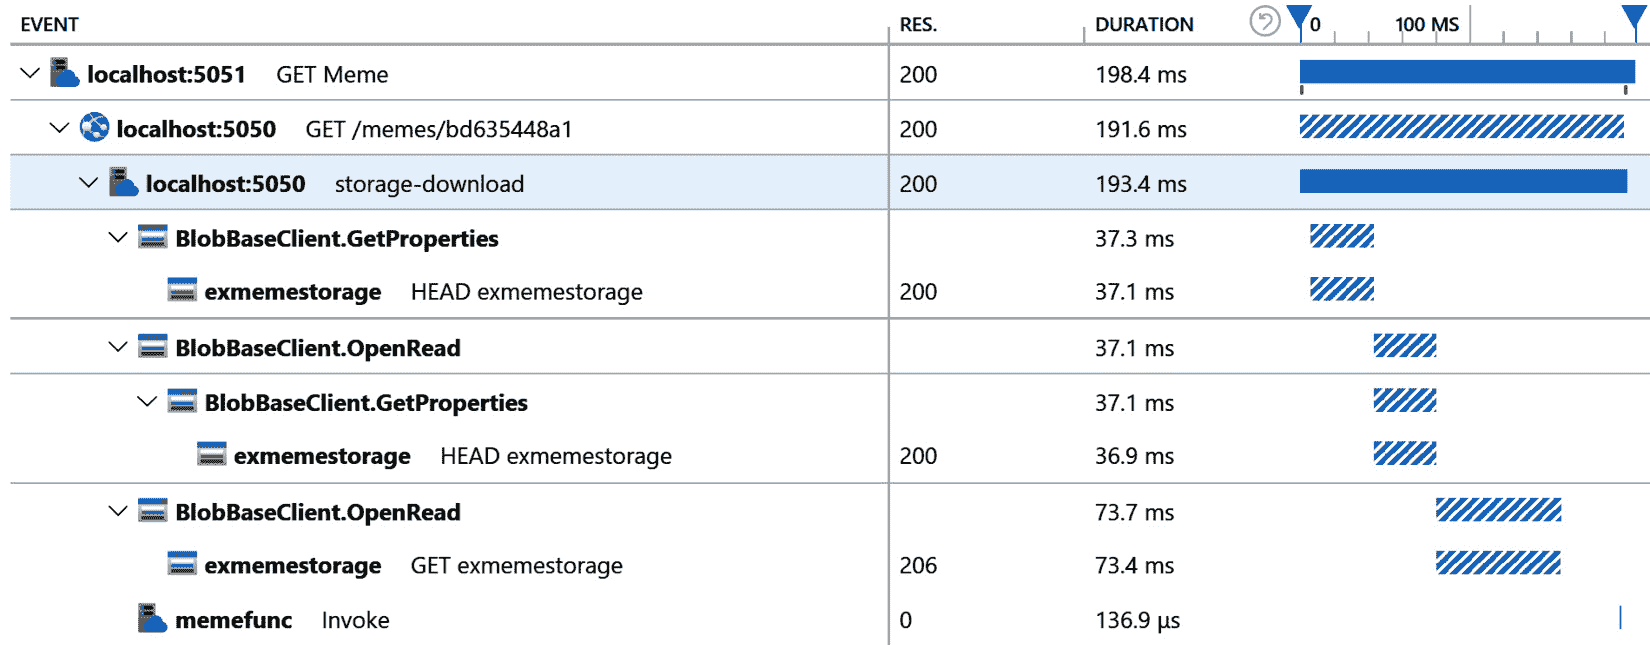 EVENT RES. DURATION 0 100 MS
localhost:5051 GET Meme 200 198.4 ms
localhost:5050 GET /memes/bd635448a1 200 191.6 ms
localhost:5050 storage-download 200 193.4 ms
BlobBaseClient.GetProperties 37.3 ms
exmemestorage HEAD exmemestorage 200 37.1 ms
BlobBaseClient.OpenRead 37.1 ms
BlobBaseClient.GetProperties 37.1 ms
exmemestorage HEAD exmemestorage 200 36.9 ms
BlobBaseClient.OpenRead 73.7 ms
exmemestorage GET exmemestorage 206 73.4 ms
memefunc Invoke 0 136.9 µs